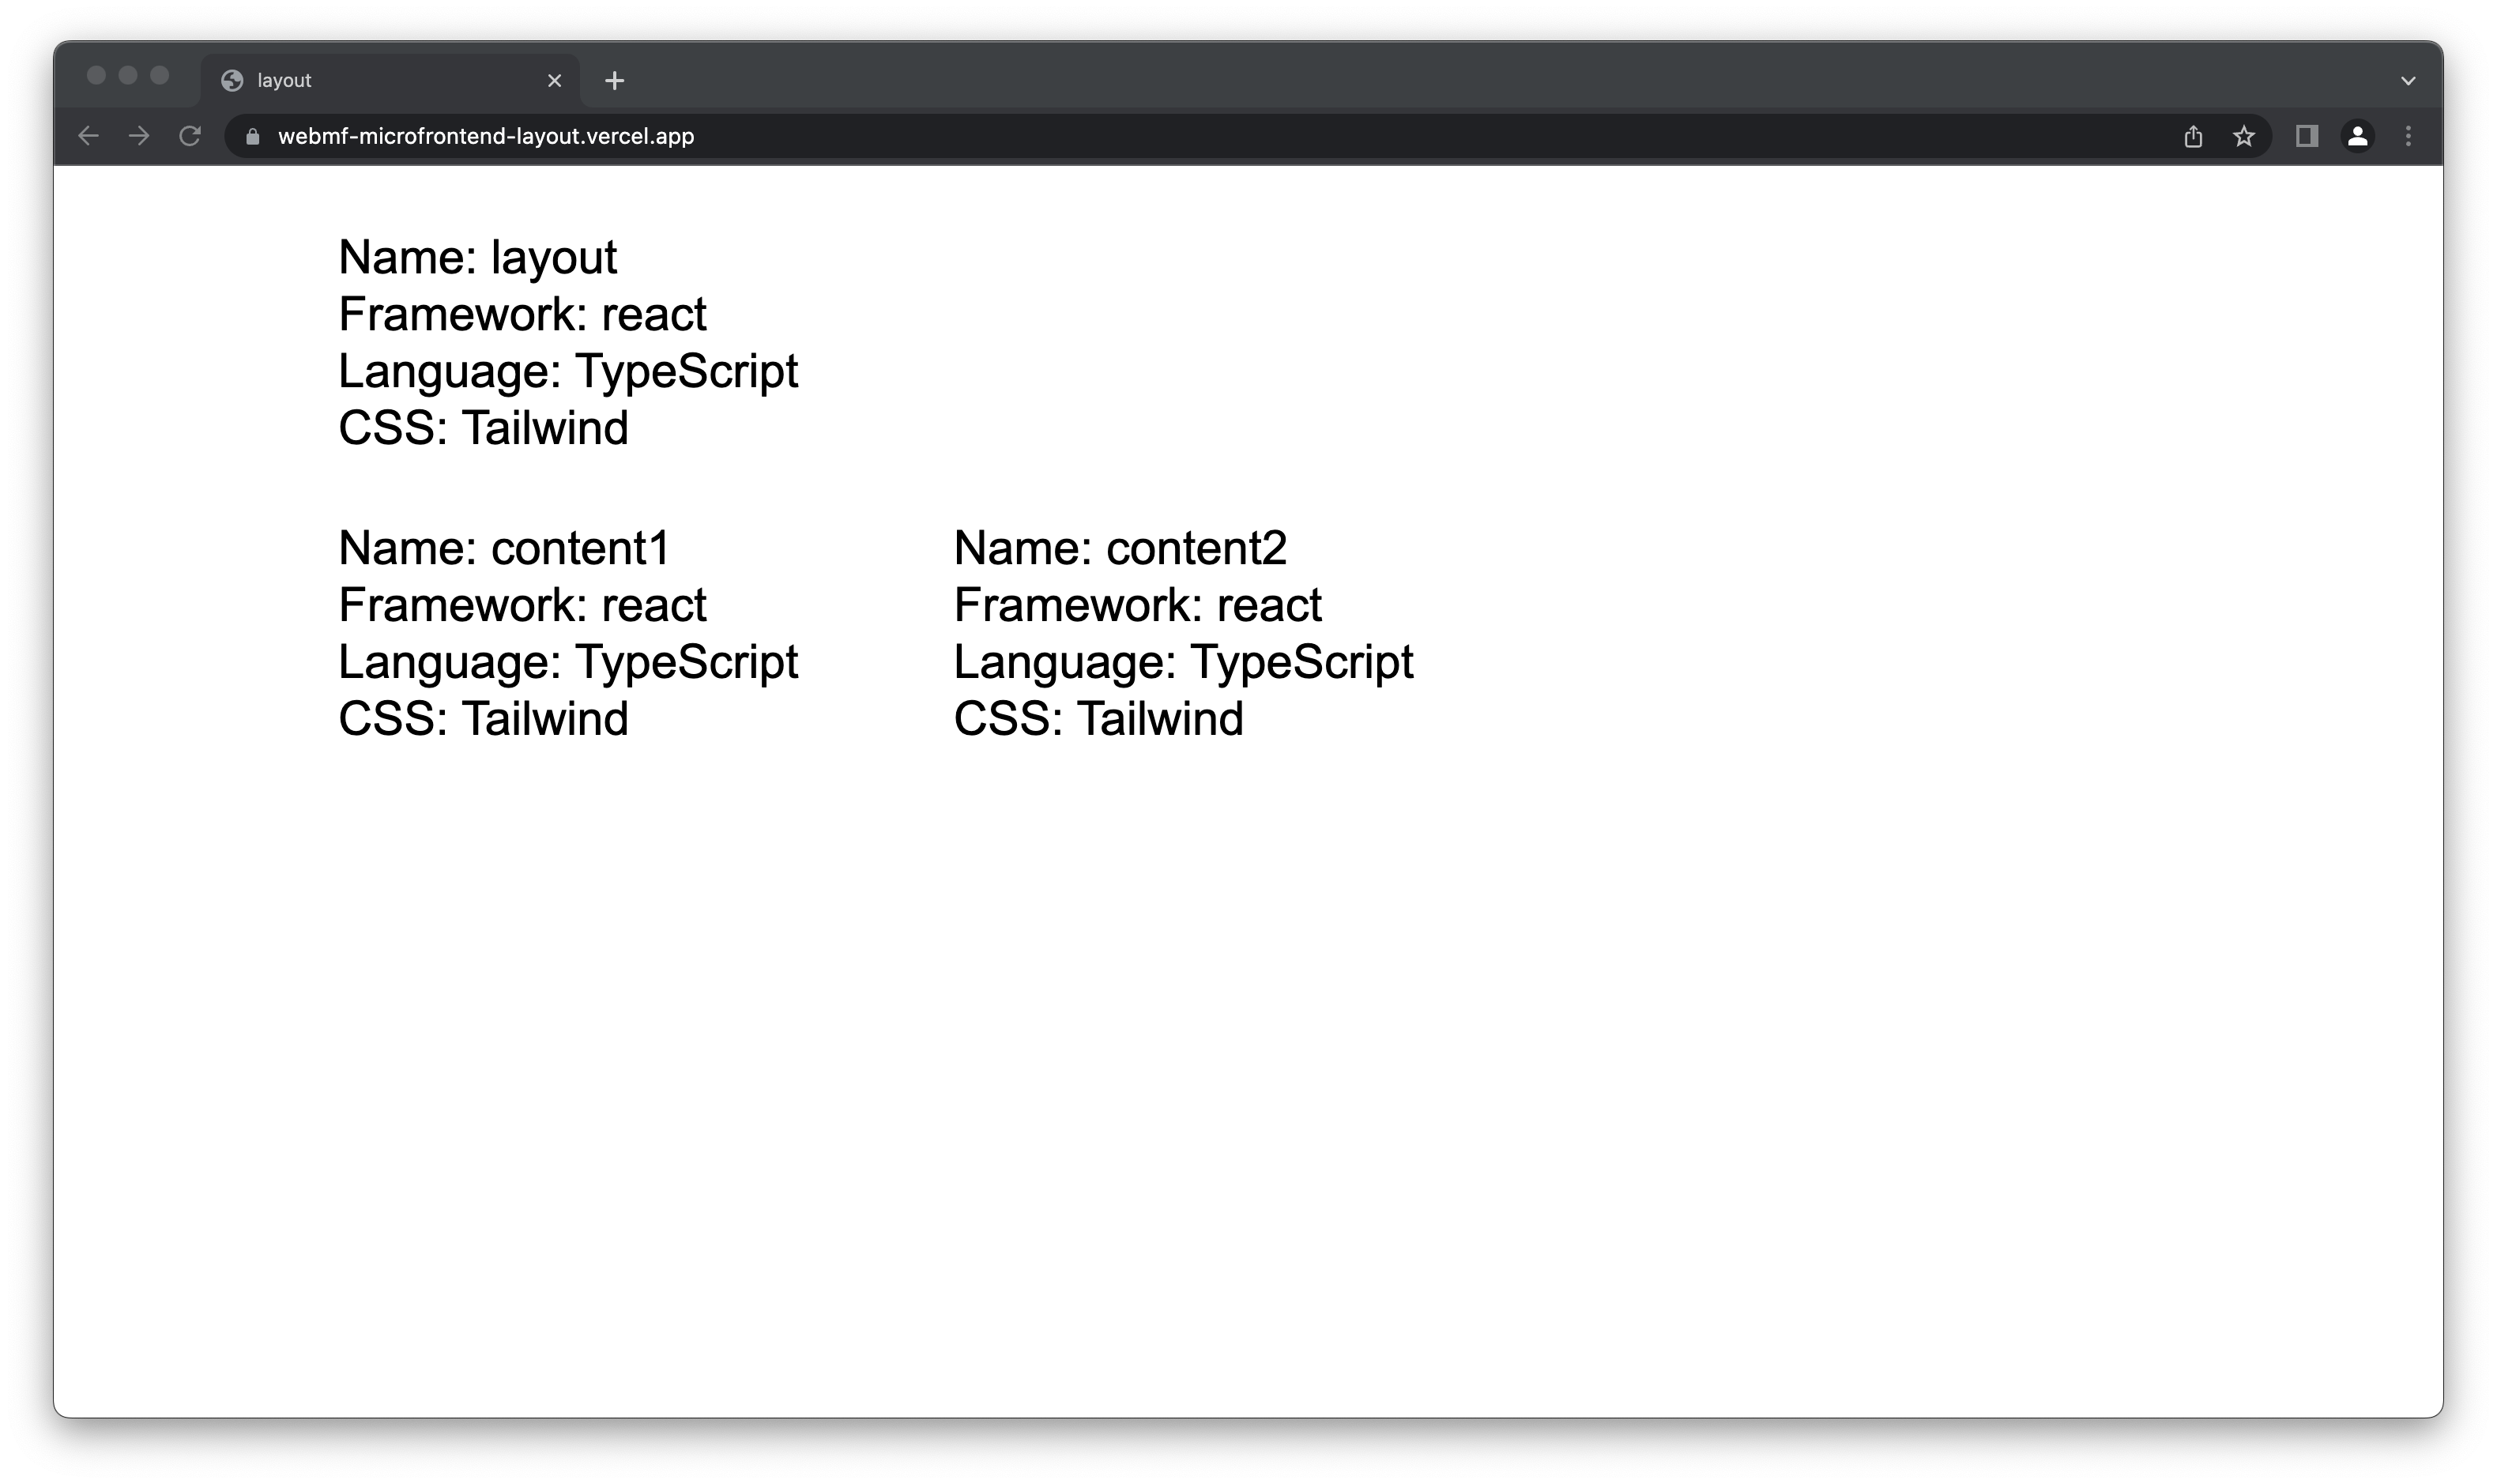 layout
webmf-microfrontend-layout.vercel.app
Name: layout
Framework: react
Language: TypeScript
CSS: Tailwind
Name: content1
Framework: react
Language: TypeScript
CSS: Tailwind
Name: content2
Framework: react
Language: TypeScript
CSS: Tailwind